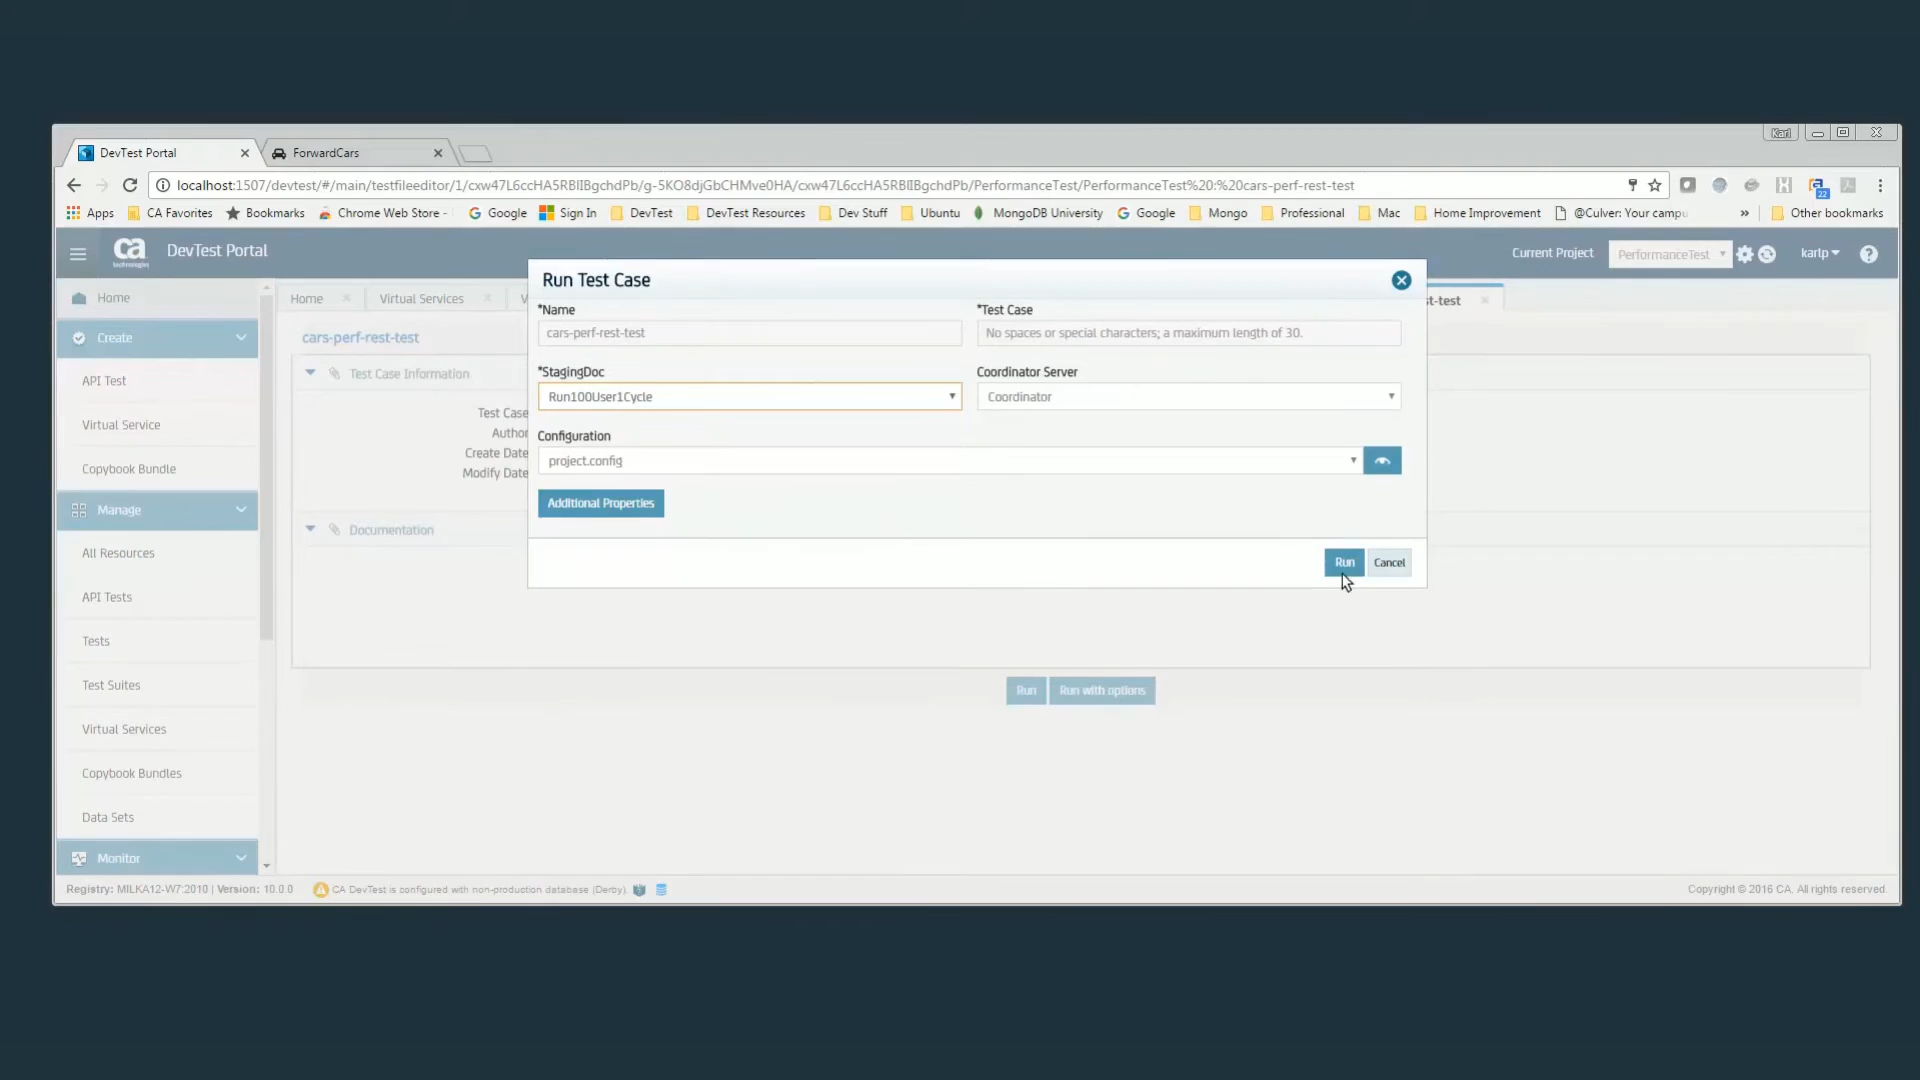 Karl
DevTest Portal
ForwardCars
localhost:1507/devtest/#/main/testfileeditor/1/cxw47L6ccHA5RBIIBgchdPb/g-5KO8djGbCHMve0HA/cxw47L6ccHA5RBIIBgchdPb/PerformanceTest/PerformanceTest%20:%20cars-perf-rest-test
22
Apps CA Favorites Bookmarks Chrome Web Store - Google Sign In DevTest DevTest Resources Dev Stuff Ubuntu MongoDB University Google Mongo Professional Mac Home Improvement @Culver: Your campu » Other bookmarks
ca technologies DevTest Portal
Current Project PerformanceTest karlp ?
Home
Create
API Test
Virtual Service
Copybook Bundle
Manage
All Resources
API Tests
Tests
Test Suites
Virtual Services
Copybook Bundles
Data Sets
Monitor
Home Virtual Services V st-test
cars-perf-rest-test
Test Case Information
Test Case
Author
Create Date
Modify Date
Documentation
Run Run with options
Run Test Case
*Name
cars-perf-rest-test
*Test Case
No spaces or special characters; a maximum length of 30.
*StagingDoc
Run100User1Cycle
Coordinator Server
Coordinator
Configuration
project.config
Additional Properties
Run Cancel
Registry: MILKA12-W7:2010 | Version: 10.0.0 CA DevTest is configured with non-production database (Derby).
Copyright © 2016 CA. All rights reserved.